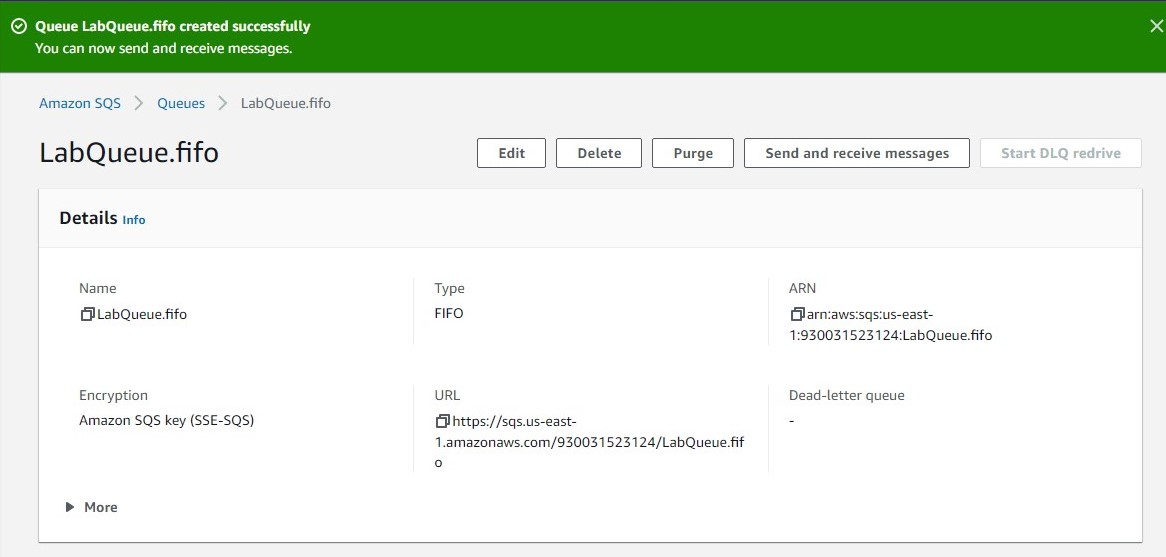 Queue LabQueue.fifo created successfully
You can now send and receive messages.
Amazon SQS > Queues > LabQueue.fifo
LabQueue.fifo
Edit
Delete
Purge
Send and receive messages
Start DLQ redrive
Details Info
Name
LabQueue.fifo
Type
FIFO
ARN
arn:aws:sqs:us-east-
1:930031523124:LabQueue.fifo
Encryption
Amazon SQS key (SSE-SQS)
URL
https://sqs.us-east-
1.amazonaws.com/930031523124/LabQueue.fif
o
Dead-letter queue
-
More